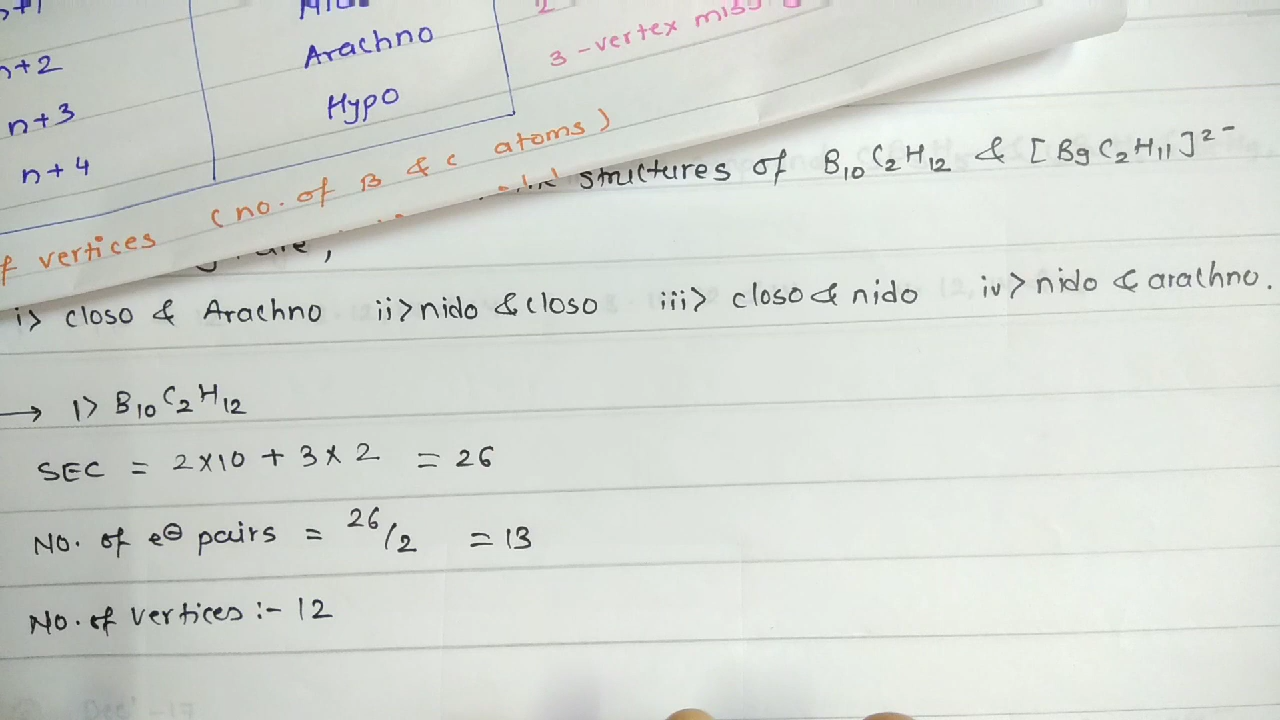 n+2 Arachno
3 -vertex
n+3 Hypo
n+4
vertices (no. of B & C atoms)
structures of B₁₀C₂H₁₂ & [B₉C₂H₁₁]²⁻
,
i> closo & Arachno ii> nido & closo iii> closo & nido iv> nido & arachno.
→ 1> B₁₀C₂H₁₂
SEC = 2×10 + 3×2 = 26
No. of e⊖ pairs = 26/2 = 13
No. of vertices :- 12